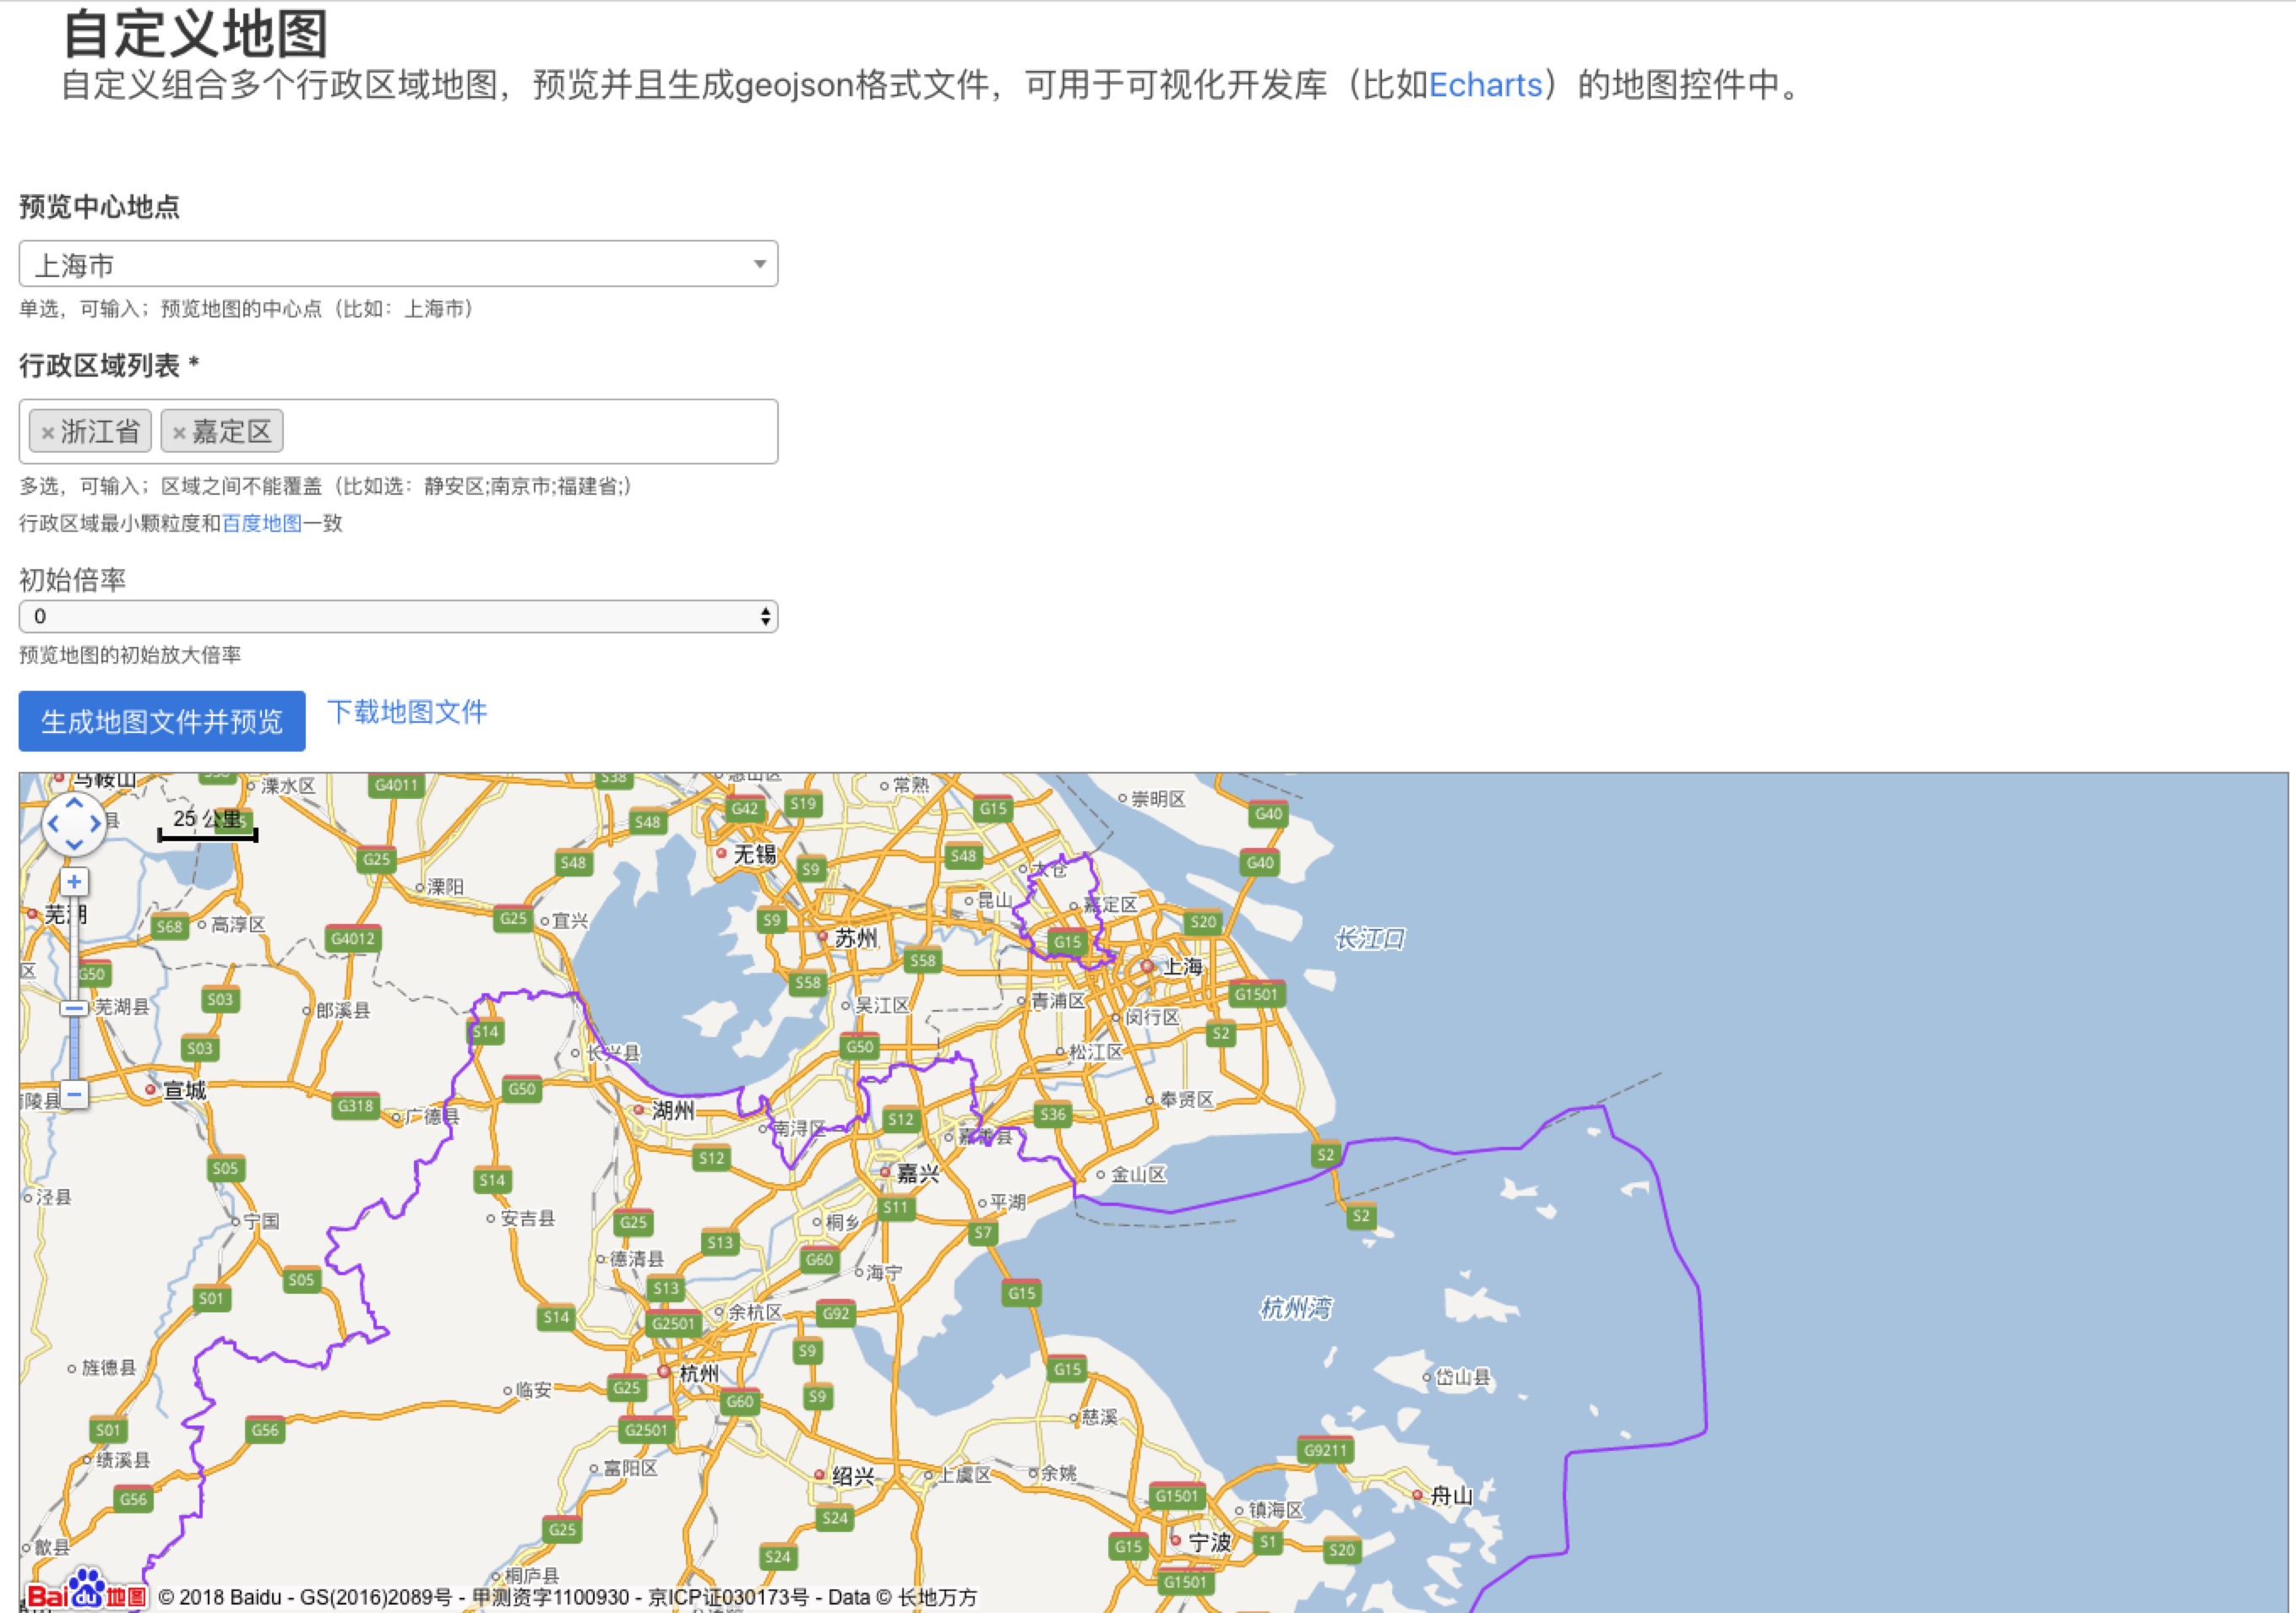 自定义地图
自定义组合多个行政区域地图，预览并且生成geojson格式文件，可用于可视化开发库（比如Echarts）的地图控件中。
预览中心地点
上海市
单选，可输入；预览地图的中心点（比如：上海市）
行政区域列表 *
×浙江省 ×嘉定区
多选，可输入；区域之间不能覆盖（比如选：静安区;南京市;福建省;）
行政区域最小颗粒度和百度地图一致
初始倍率
0
预览地图的初始放大倍率
生成地图文件并预览 下载地图文件
马鞍山 溧水区 G4011 S38 惠山区 常熟 崇明区
25 公里 S48 G42 S19 G15 G40
G25 S48 无锡 S9 S48 太仓 G40
溧阳 昆山 嘉定区
芜湖 S68 高淳区 G4012 G25 宜兴 S9 苏州 G15 S20 长江口
G50 S03 芜湖县 郎溪县 S58 S58 吴江区 青浦区 上海 G1501
S14 闵行区 S2
S03 长兴县 G50 松江区
宣城 G318 广德县 G50 湖州 S12 S36 奉贤区
南浔区 嘉善县
S05 S14 S12 嘉兴 金山区 S2
泾县 宁国 安吉县 G25 桐乡 S11 平湖 S2
S13 S7
S05 德清县 G60 海宁
S01 S14 S13 G2501 余杭区 G92 G15 杭州湾
旌德县 杭州 S9 G15 岱山县
临安 G25 G60 S9
S01 G56 G2501 慈溪
绩溪县 富阳区 绍兴 上虞区 余姚 G9211
G56 G25 S24 G1501 镇海区 舟山
歙县 S24 G15 宁波 S1 S20
桐庐县 G1501
Bai du 地图 © 2018 Baidu - GS(2016)2089号 - 甲测资字1100930 - 京ICP证030173号 - Data © 长地万方